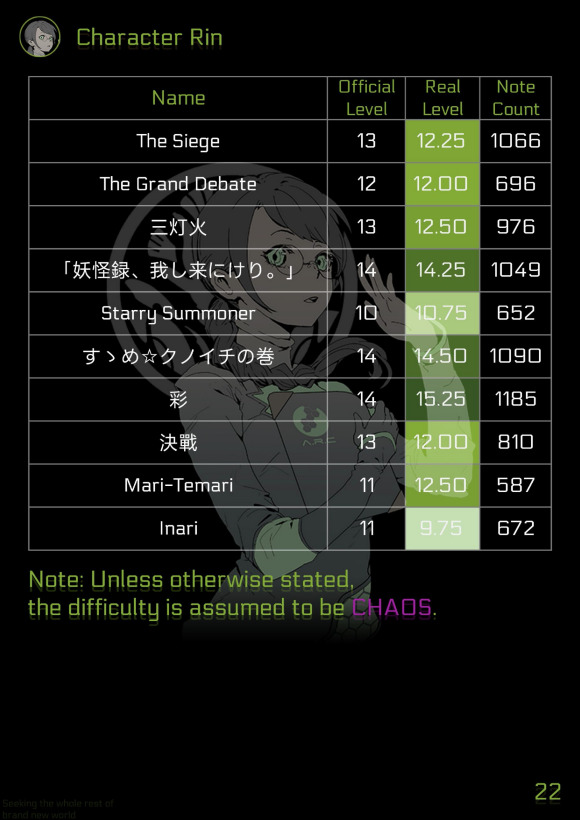 Character Rin
Name Official Level Real Level Note Count
The Siege 13 12.25 1066
The Grand Debate 12 12.00 696
三灯火 13 12.50 976
「妖怪録、我し来にけり。」 14 14.25 1049
Starry Summoner 10 10.75 652
すゝめ☆クノイチの巻 14 14.50 1090
彩 14 15.25 1185
決戰 13 12.00 810
Mari-Temari 11 12.50 587
Inari 11 9.75 672
A.R.C
Note: Unless otherwise stated,
the difficulty is assumed to be CHAOS.
22
Seeking the whole rest of
brand new world